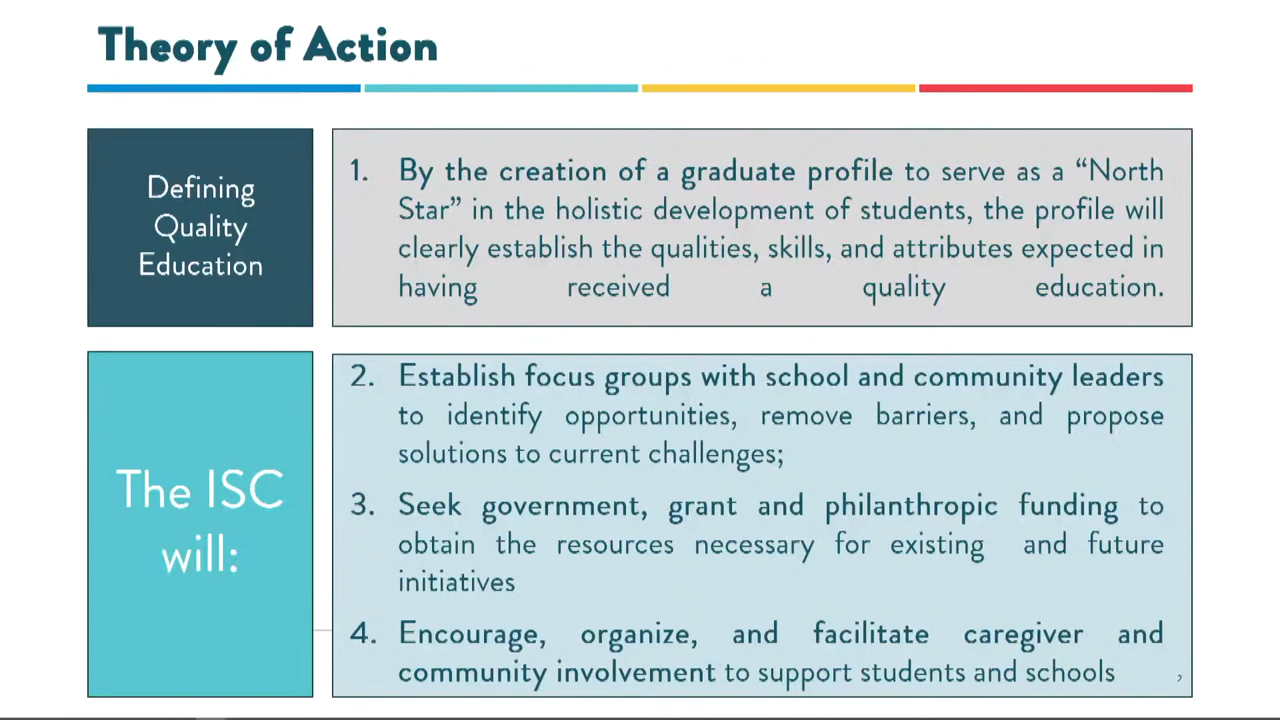 Theory of Action
Defining
Quality
Education
1. By the creation of a graduate profile to serve as a “North
Star” in the holistic development of students, the profile will
clearly establish the qualities, skills, and attributes expected in
having received a quality education.
The ISC
will:
2. Establish focus groups with school and community leaders
to identify opportunities, remove barriers, and propose
solutions to current challenges;
3. Seek government, grant and philanthropic funding to
obtain the resources necessary for existing and future
initiatives
4. Encourage, organize, and facilitate caregiver and
community involvement to support students and schools